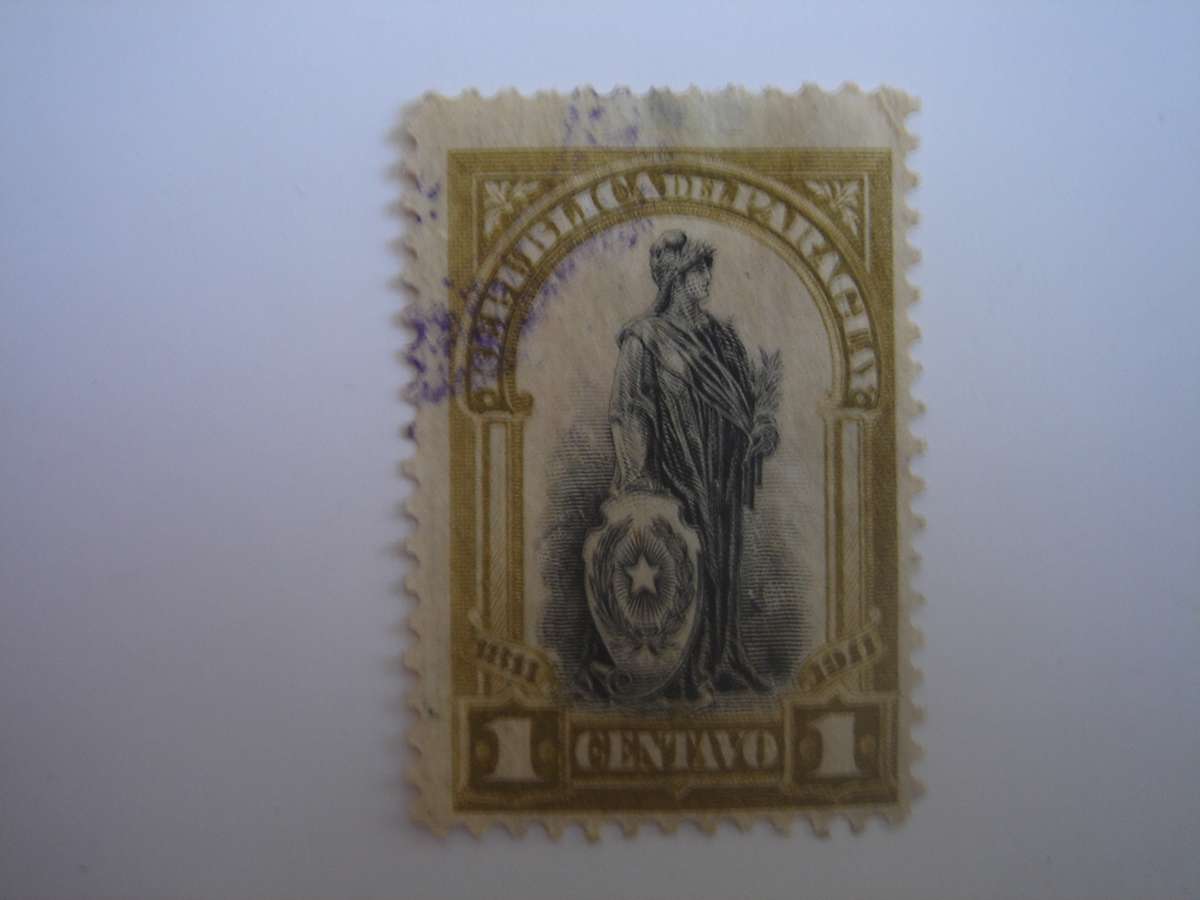 REPUBLICA DEL PARAGUAY
1811 1911
1 CENTAVO 1